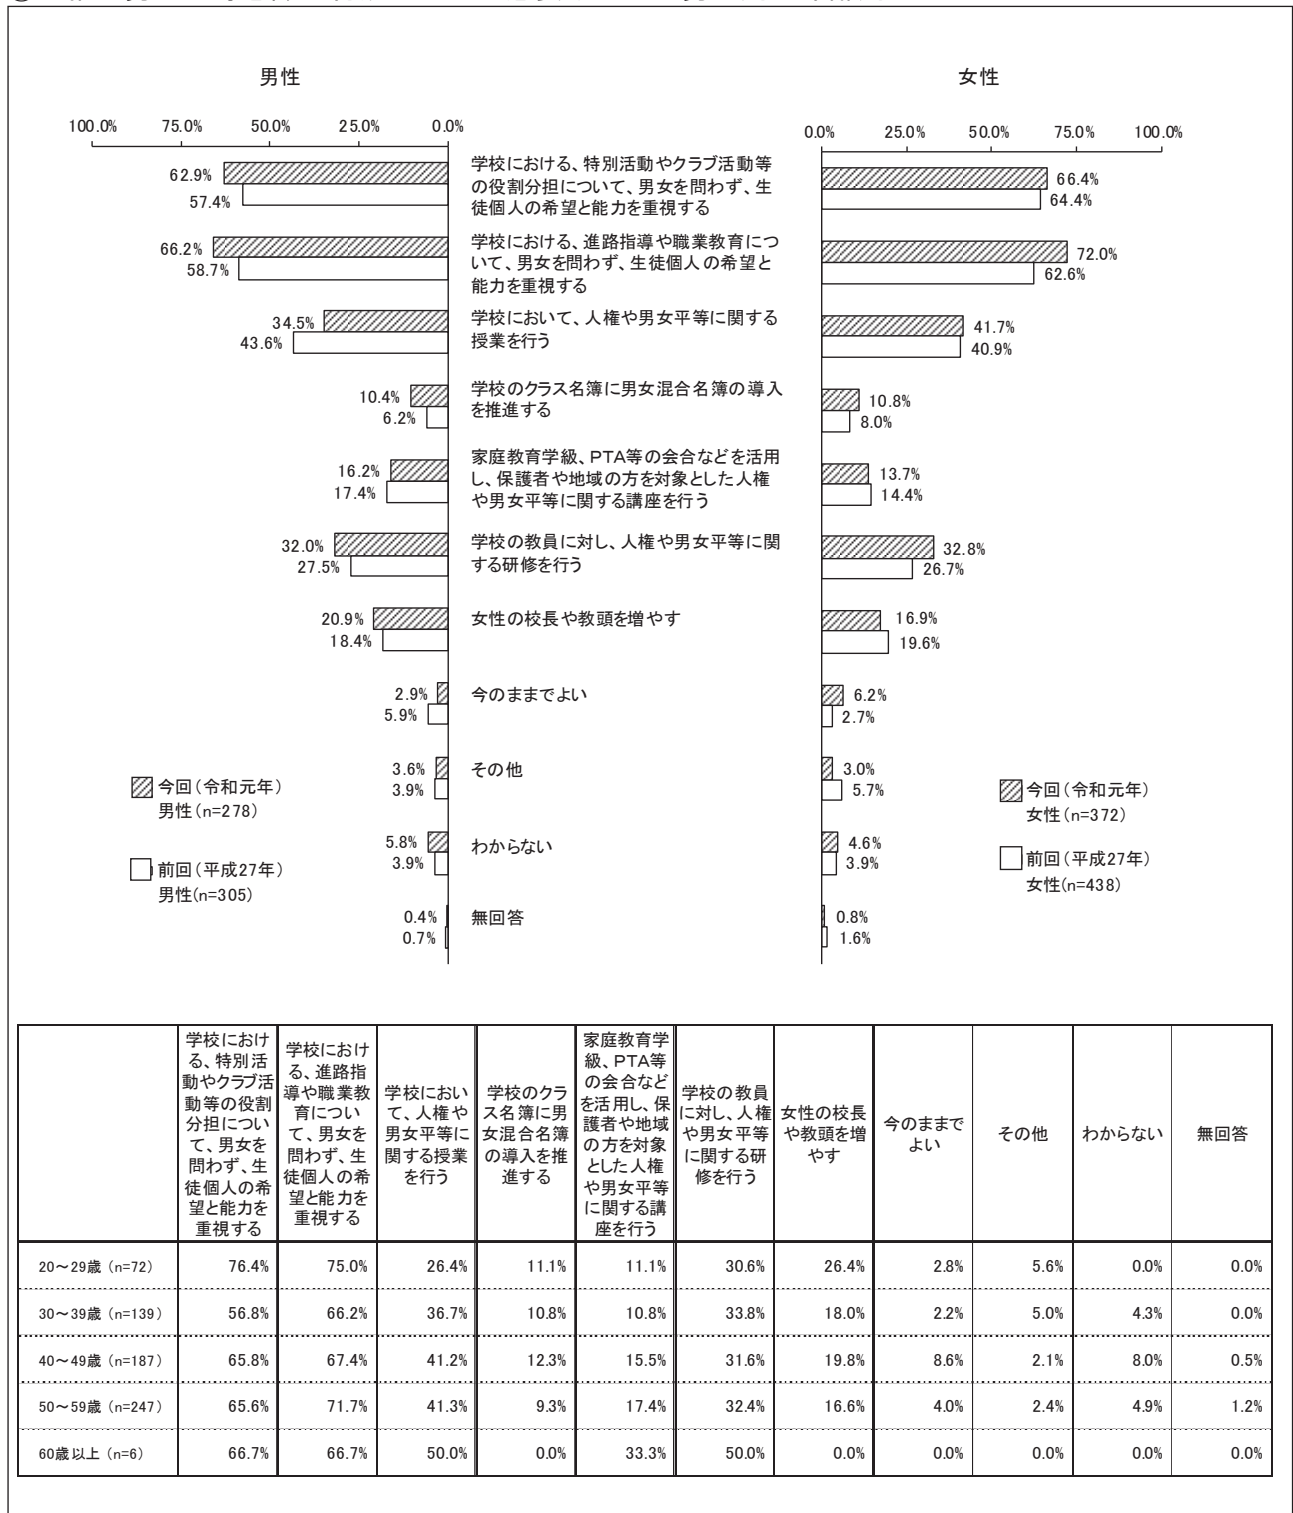 男性
女性
100.0% 75.0% 50.0% 25.0% 0.0%
0.0% 25.0% 50.0% 75.0% 100.0%
62.9%
57.4%
学校における、特別活動やクラブ活動等
の役割分担について、男女を問わず、生
徒個人の希望と能力を重視する
66.4%
64.4%
66.2%
58.7%
学校における、進路指導や職業教育につ
いて、男女を問わず、生徒個人の希望と
能力を重視する
72.0%
62.6%
34.5%
43.6%
学校において、人権や男女平等に関する
授業を行う
41.7%
40.9%
10.4%
6.2%
学校のクラス名簿に男女混合名簿の導入
を推進する
10.8%
8.0%
16.2%
17.4%
家庭教育学級、PTA等の会合などを活用
し、保護者や地域の方を対象とした人権
や男女平等に関する講座を行う
13.7%
14.4%
32.0%
27.5%
学校の教員に対し、人権や男女平等に関
する研修を行う
32.8%
26.7%
20.9%
18.4%
女性の校長や教頭を増やす
16.9%
19.6%
2.9%
5.9%
今のままでよい
6.2%
2.7%
3.6%
3.9%
その他
3.0%
5.7%
5.8%
3.9%
わからない
4.6%
3.9%
0.4%
0.7%
無回答
0.8%
1.6%
今回(令和元年)
男性(n=278)
前回(平成27年)
男性(n=305)
今回(令和元年)
女性(n=372)
前回(平成27年)
女性(n=438)
学校におけ
る、特別活
動やクラブ活
動等の役割
分担につい
て、男女を
問わず、生
徒個人の希
望と能力を
重視する
学校におけ
る、進路指
導や職業教
育につい
て、男女を
問わず、生
徒個人の希
望と能力を
重視する
学校におい
て、人権や
男女平等に
関する授業
を行う
学校のクラ
ス名簿に男
女混合名簿
の導入を推
進する
家庭教育学
級、PTA等
の会合など
を活用し、保
護者や地域
の方を対象
とした人権
や男女平等
に関する講
座を行う
学校の教員
に対し、人権
や男女平等
に関する研
修を行う
女性の校長
や教頭を増
やす
今のままで
よい
その他
わからない
無回答
20～29歳 (n=72) 76.4% 75.0% 26.4% 11.1% 11.1% 30.6% 26.4% 2.8% 5.6% 0.0% 0.0%
30～39歳 (n=139) 56.8% 66.2% 36.7% 10.8% 10.8% 33.8% 18.0% 2.2% 5.0% 4.3% 0.0%
40～49歳 (n=187) 65.8% 67.4% 41.2% 12.3% 15.5% 31.6% 19.8% 8.6% 2.1% 8.0% 0.5%
50～59歳 (n=247) 65.6% 71.7% 41.3% 9.3% 17.4% 32.4% 16.6% 4.0% 2.4% 4.9% 1.2%
60歳以上 (n=6) 66.7% 66.7% 50.0% 0.0% 33.3% 50.0% 0.0% 0.0% 0.0% 0.0% 0.0%